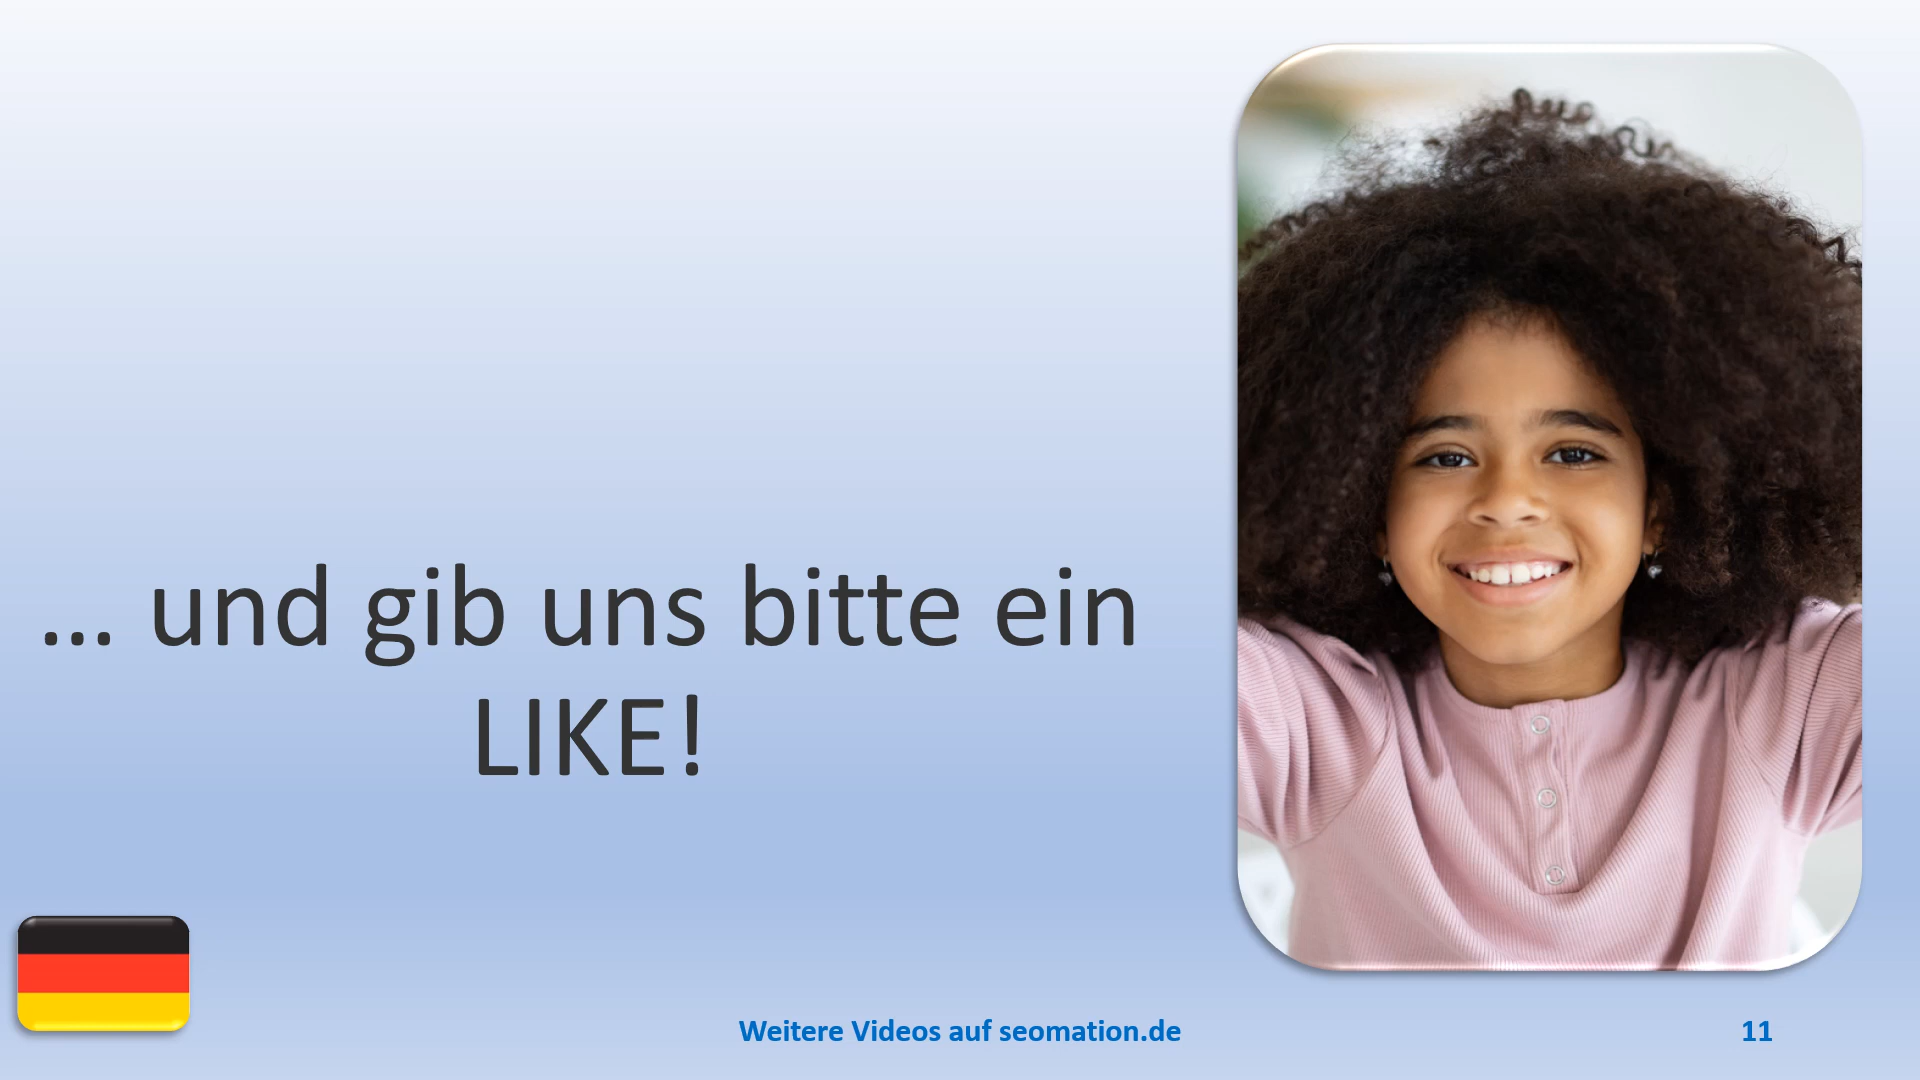 ... und gib uns bitte ein
LIKE!
Weitere Videos auf seomation.de
11